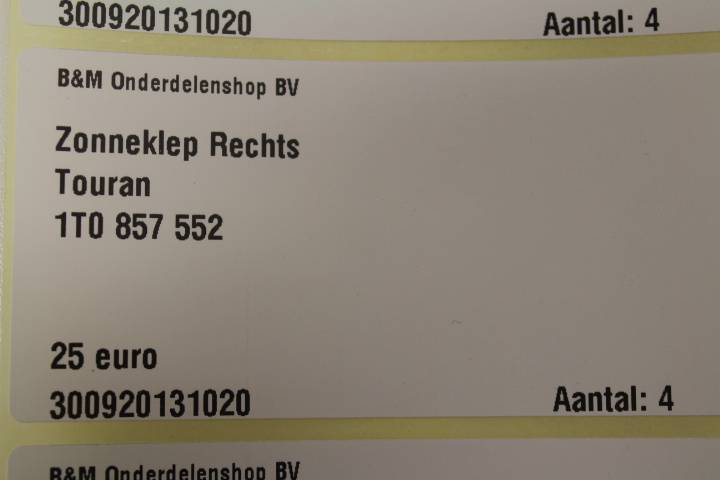 300920131020 Aantal: 4
B&M Onderdelenshop BV
Zonneklep Rechts
Touran
1T0 857 552
25 euro
300920131020 Aantal: 4
B&M Onderdelenshop BV